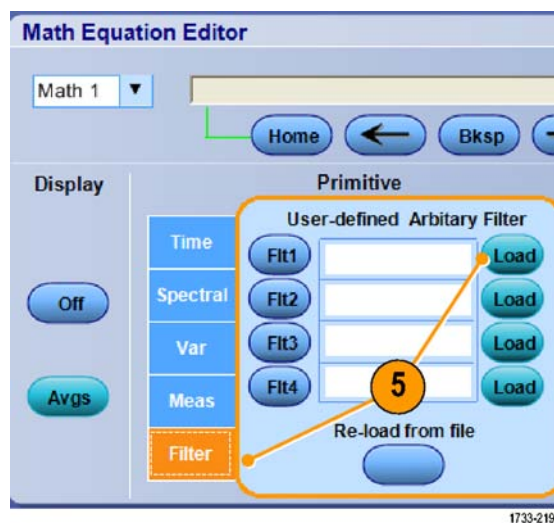 Math Equation Editor
Math 1
Home
Bksp
Display
Primitive
User-defined Arbitary Filter
Time
Flt1
Load
Off
Spectral
Flt2
Load
Var
Flt3
Load
Avgs
Meas
Flt4
5
Load
Filter
Re-load from file
1733-219